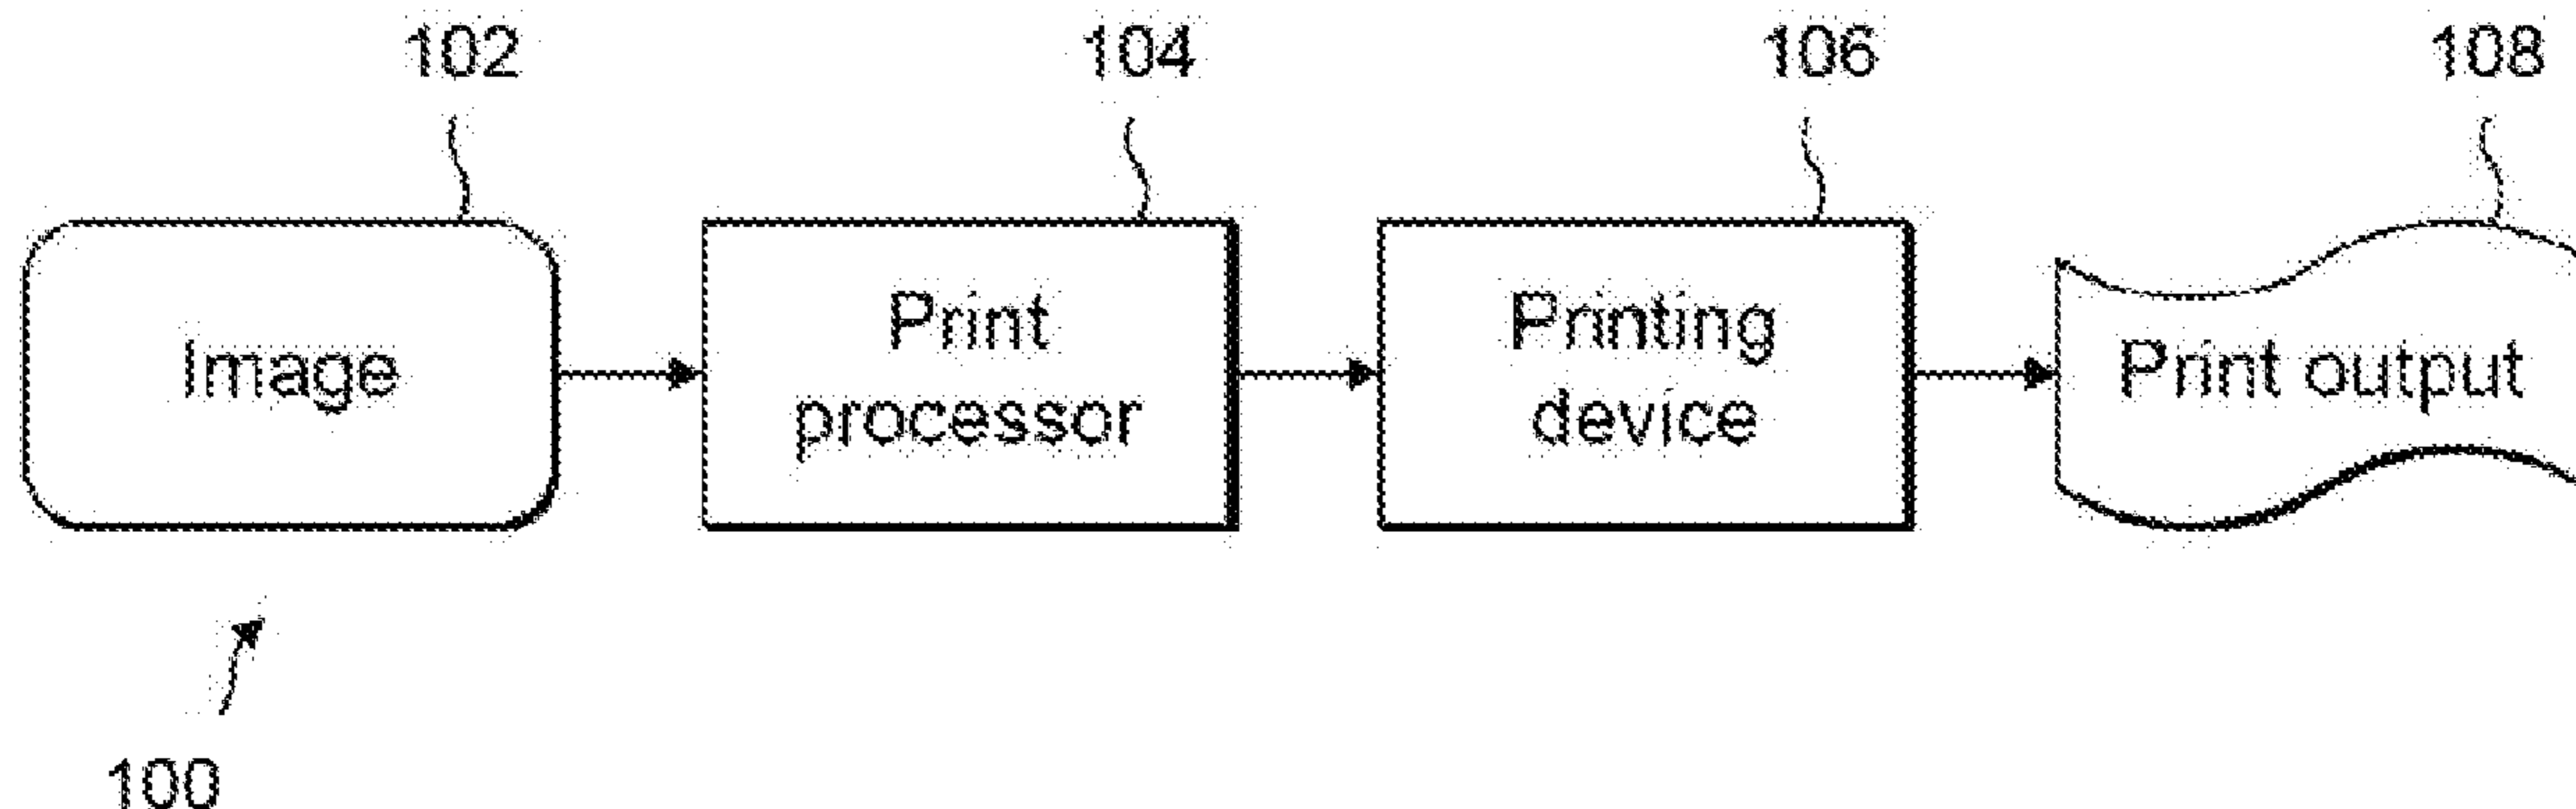 102
104
106
108
Image
Print
processor
Printing
device
Print output
100